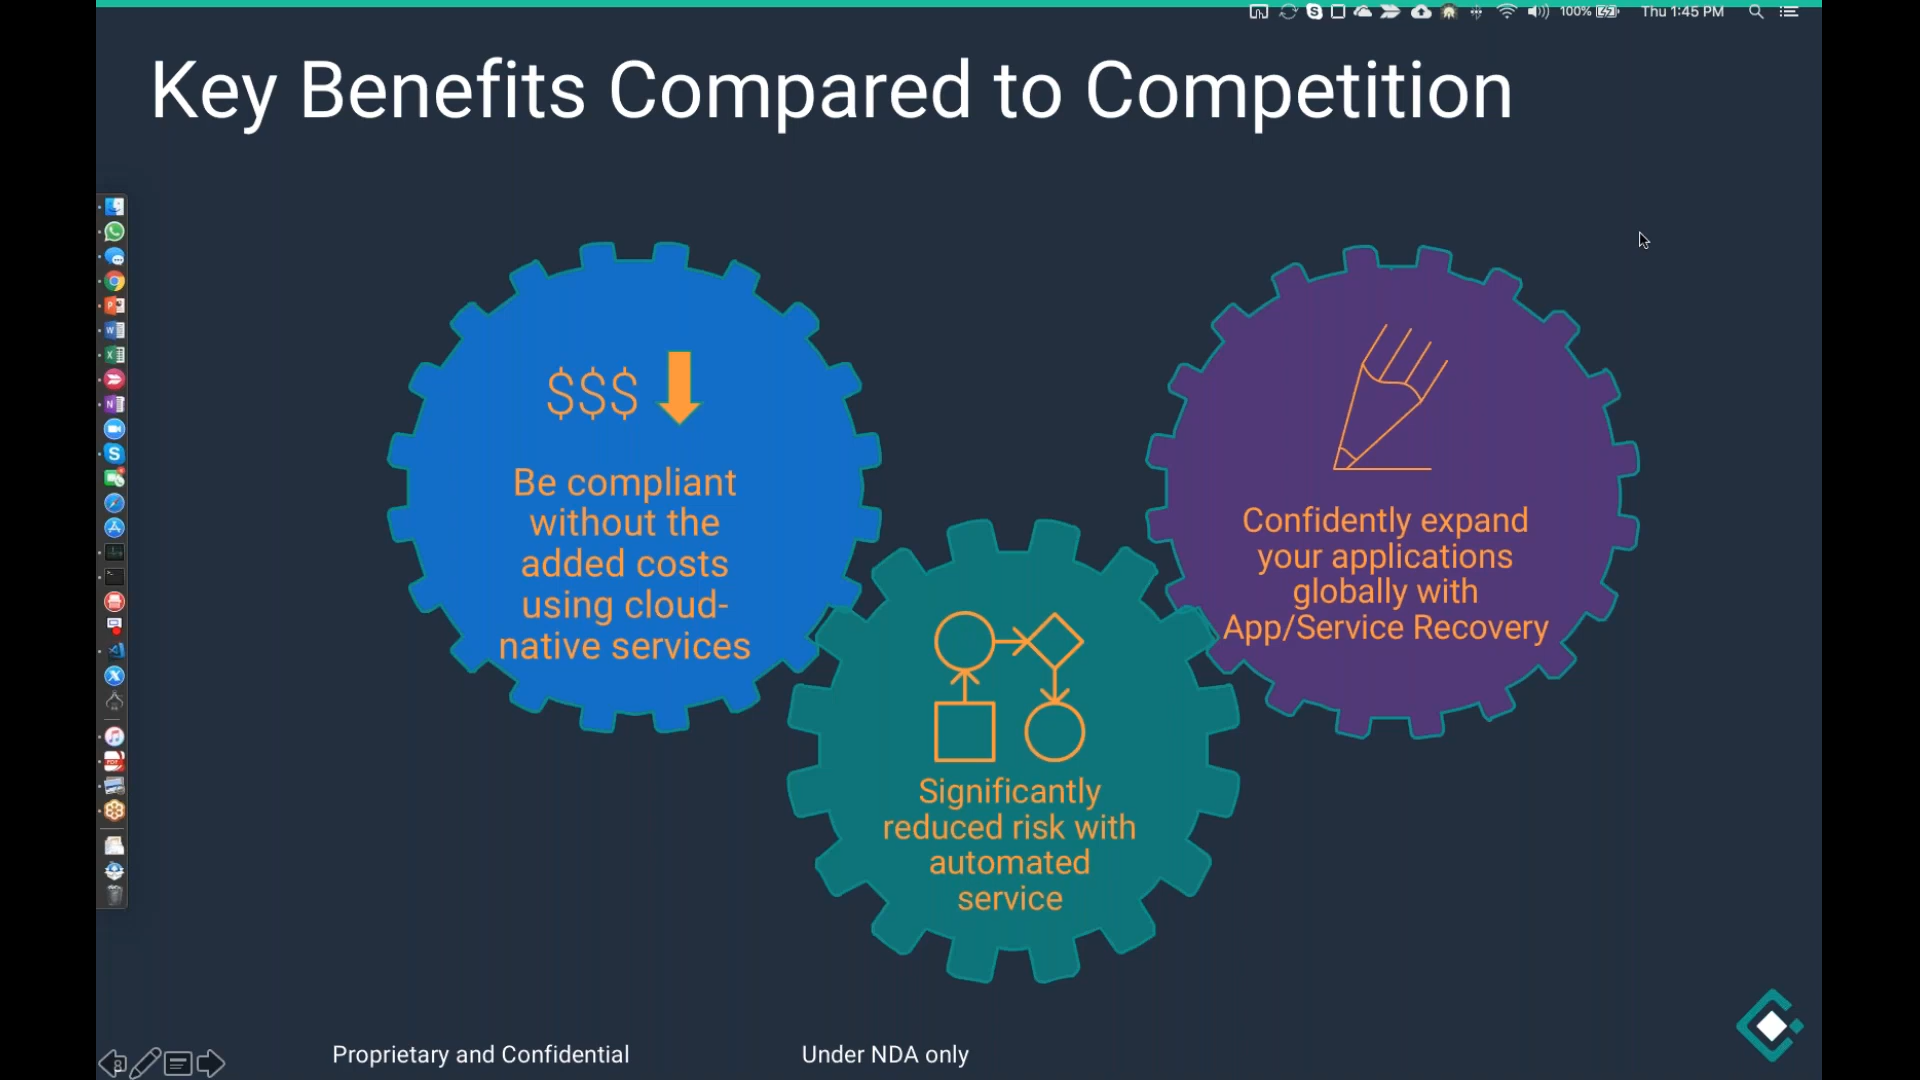 100%
Thu 1:45 PM
Key Benefits Compared to Competition
$$$
Be compliant
without the
added costs
using cloud-
native services
Confidently expand
your applications
globally with
App/Service Recovery
Significantly
reduced risk with
automated
service
Proprietary and Confidential
Under NDA only
8